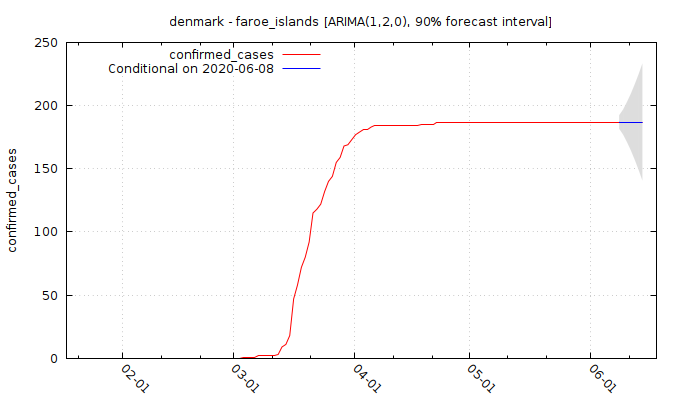 denmark - faroe_islands [ARIMA(1,2,0), 90% forecast interval]
confirmed_cases
Conditional on 2020-06-08
confirmed_cases
250
200
150
100
50
0
02-01
03-01
04-01
05-01
06-01